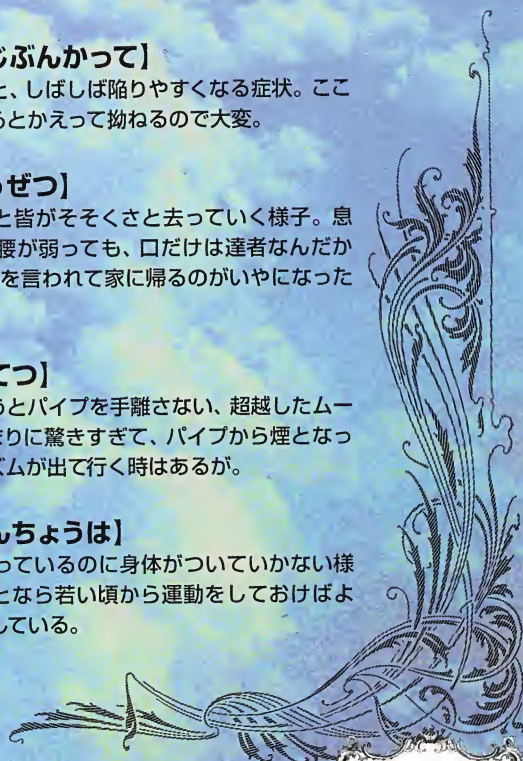 じぶんかって】
と、しばしば陥りやすくなる症状。ここ
るとかえって拗ねるので大変。
ぜつ】
と皆がそそくさと去っていく様子。息
腰が弱っても、口だけは達者なんだか
を言われて家に帰るのがいやになった
てつ】
うとパイプを手離さない、超越したムー
まりに驚きすぎて、パイプから煙となっ
ズムが出て行く時はあるが。
んちょうは】
っているのに身体がついていかない様
となら若い頃から運動をしておけばよ
している。